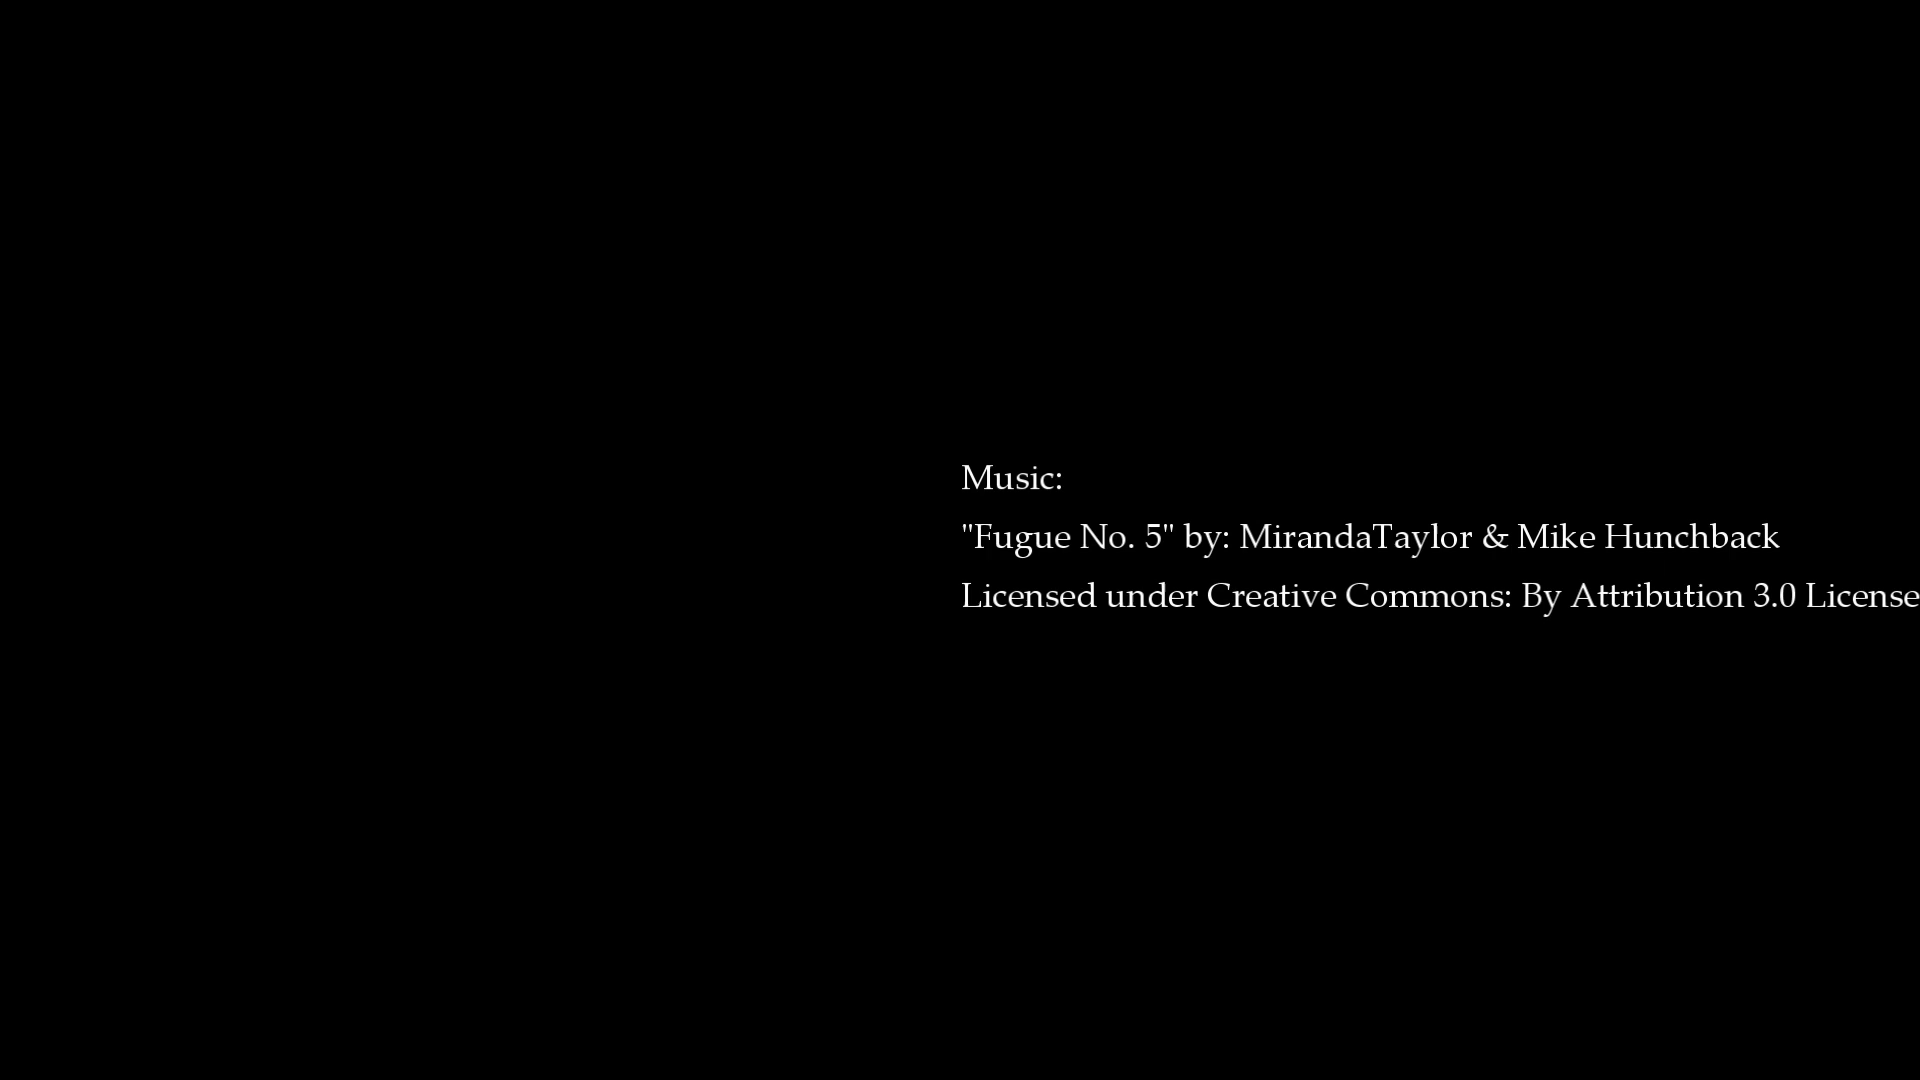 Music:
"Fugue No. 5" by: MirandaTaylor & Mike Hunchback
Licensed under Creative Commons: By Attribution 3.0 License